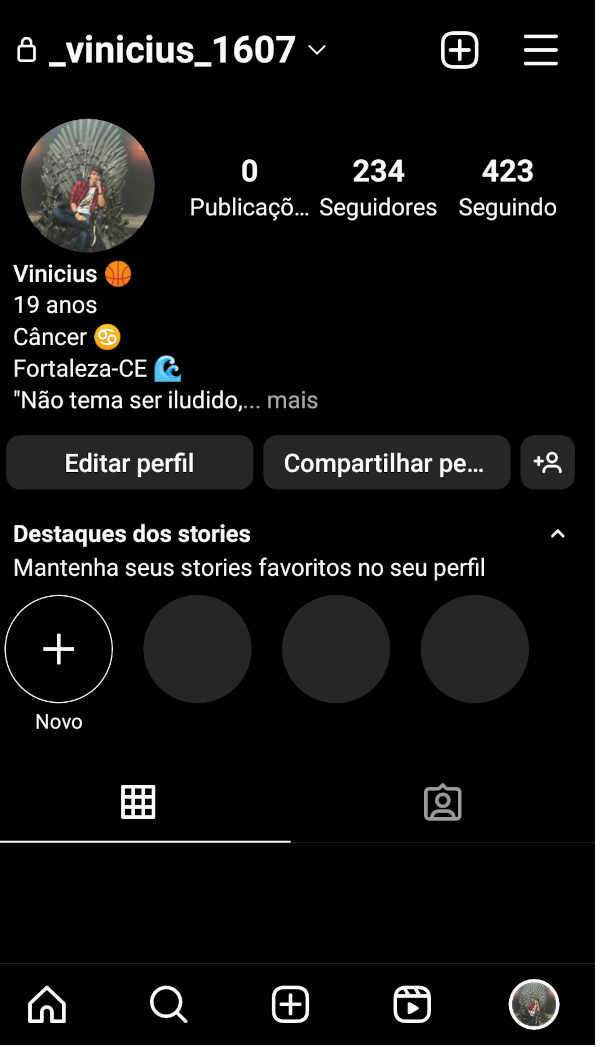 _vinicius_1607
0 234 423
Publicaçõ... Seguidores Seguindo
Vinicius 🏀
19 anos
Câncer ♋
Fortaleza-CE 🌊
"Não tema ser iludido,... mais
Editar perfil Compartilhar pe...
Destaques dos stories
Mantenha seus stories favoritos no seu perfil
Novo